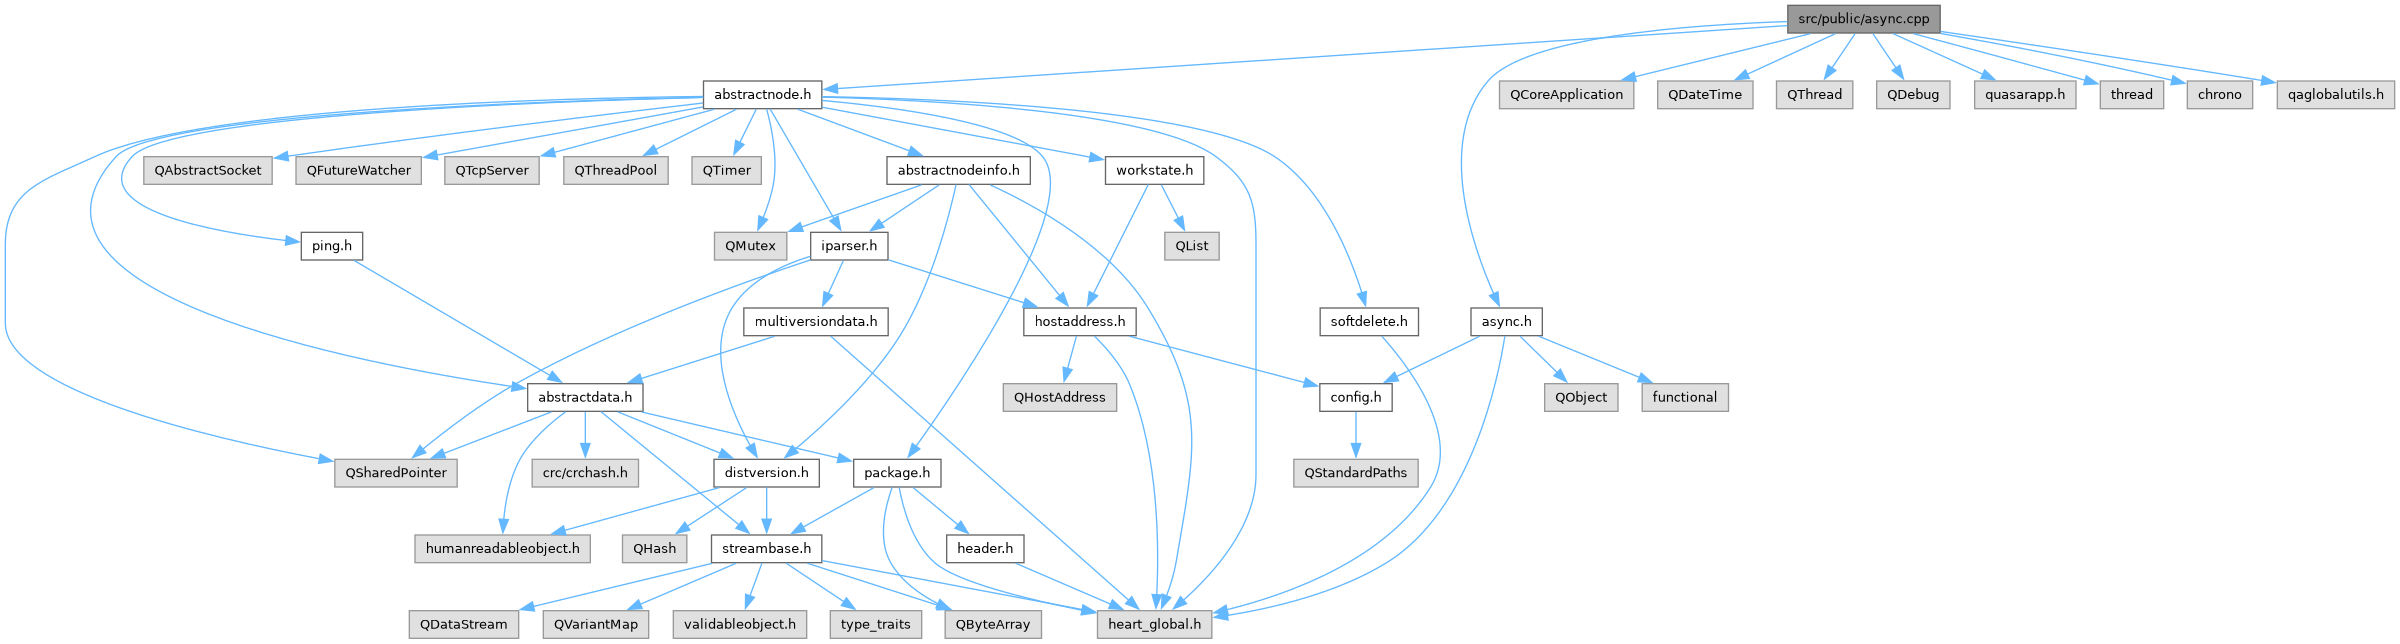 src/public/async.cpp
abstractnode.h
QCoreApplication
QDateTime
QThread
QDebug
quasarapp.h
thread
chrono
qaglobalutils.h
QAbstractSocket
QFutureWatcher
QTcpServer
QThreadPool
QTimer
abstractnodeinfo.h
workstate.h
ping.h
QMutex
iparser.h
QList
multiversiondata.h
hostaddress.h
softdelete.h
async.h
abstractdata.h
QHostAddress
config.h
QObject
functional
QSharedPointer
crc/crchash.h
distversion.h
package.h
QStandardPaths
humanreadableobject.h
QHash
streambase.h
header.h
QDataStream
QVariantMap
validableobject.h
type_traits
QByteArray
heart_global.h